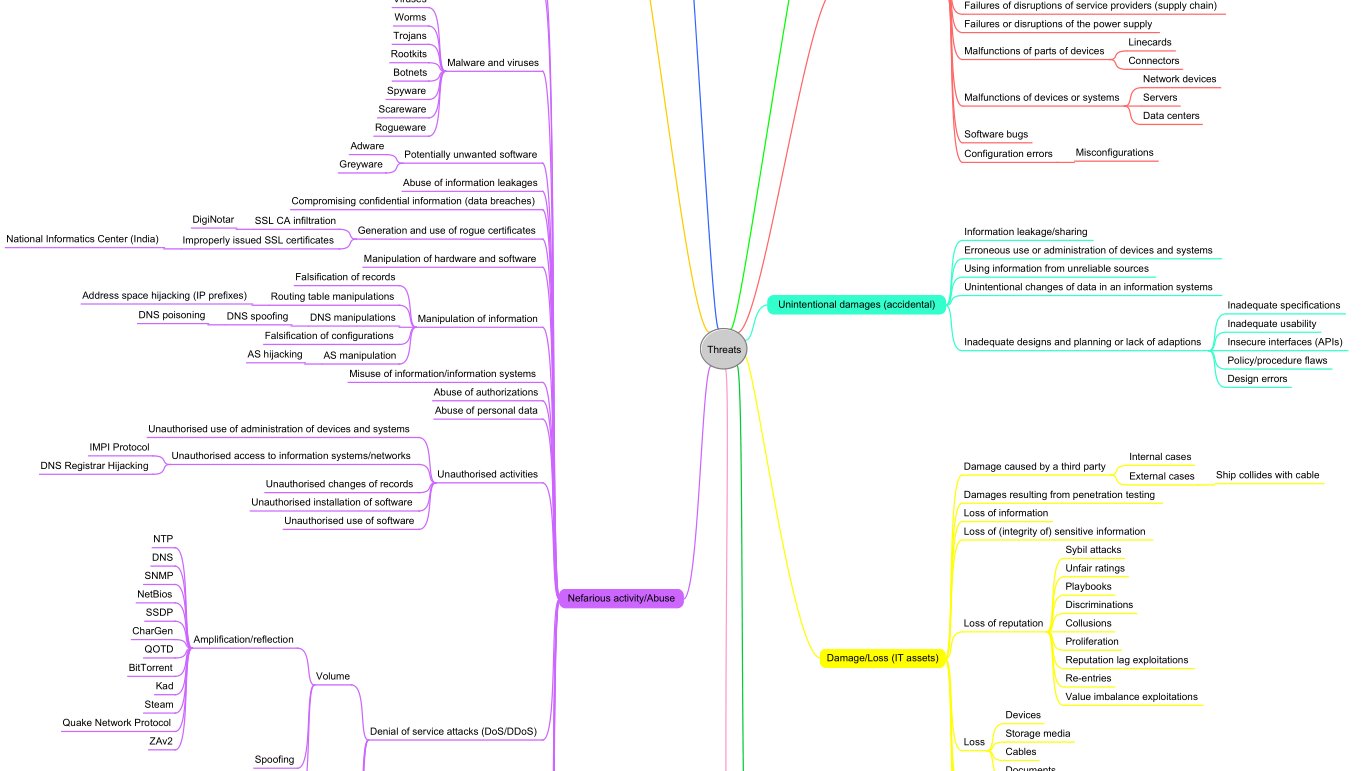 Viruses
Worms
Trojans
Rootkits
Botnets
Spyware
Scareware
Rogueware
Malware and viruses
Adware
Greyware
Potentially unwanted software
Abuse of information leakages
Compromising confidential information (data breaches)
DigiNotar
SSL CA infiltration
National Informatics Center (India)
Improperly issued SSL certificates
Generation and use of rogue certificates
Manipulation of hardware and software
Falsification of records
Address space hijacking (IP prefixes)
Routing table manipulations
DNS poisoning
DNS spoofing
DNS manipulations
Falsification of configurations
AS hijacking
AS manipulation
Manipulation of information
Misuse of information/information systems
Abuse of authorizations
Abuse of personal data
Unauthorised use of administration of devices and systems
IMPI Protocol
DNS Registrar Hijacking
Unauthorised access to information systems/networks
Unauthorised changes of records
Unauthorised installation of software
Unauthorised use of software
Unauthorised activities
NTP
DNS
SNMP
NetBios
SSDP
CharGen
QOTD
BitTorrent
Kad
Steam
Quake Network Protocol
ZAv2
Amplification/reflection
Volume
Spoofing
Denial of service attacks (DoS/DDoS)
Nefarious activity/Abuse
Threats
Failures of disruptions of service providers (supply chain)
Failures or disruptions of the power supply
Malfunctions of parts of devices
Linecards
Connectors
Malfunctions of devices or systems
Network devices
Servers
Data centers
Software bugs
Configuration errors
Misconfigurations
Unintentional damages (accidental)
Information leakage/sharing
Erroneous use or administration of devices and systems
Using information from unreliable sources
Unintentional changes of data in an information systems
Inadequate designs and planning or lack of adaptions
Inadequate specifications
Inadequate usability
Insecure interfaces (APIs)
Policy/procedure flaws
Design errors
Damage/Loss (IT assets)
Damage caused by a third party
Internal cases
External cases
Ship collides with cable
Damages resulting from penetration testing
Loss of information
Loss of (integrity of) sensitive information
Loss of reputation
Sybil attacks
Unfair ratings
Playbooks
Discriminations
Collusions
Proliferation
Reputation lag exploitations
Re-entries
Value imbalance exploitations
Loss
Devices
Storage media
Cables
Documents